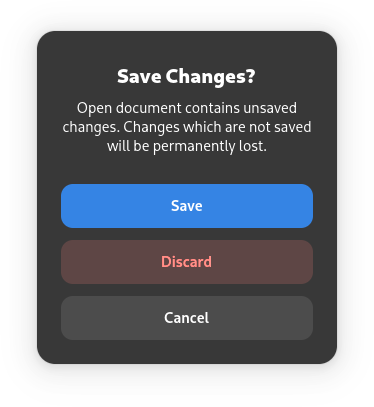 Save Changes?
Open document contains unsaved
changes. Changes which are not saved
will be permanently lost.
Save
Discard
Cancel